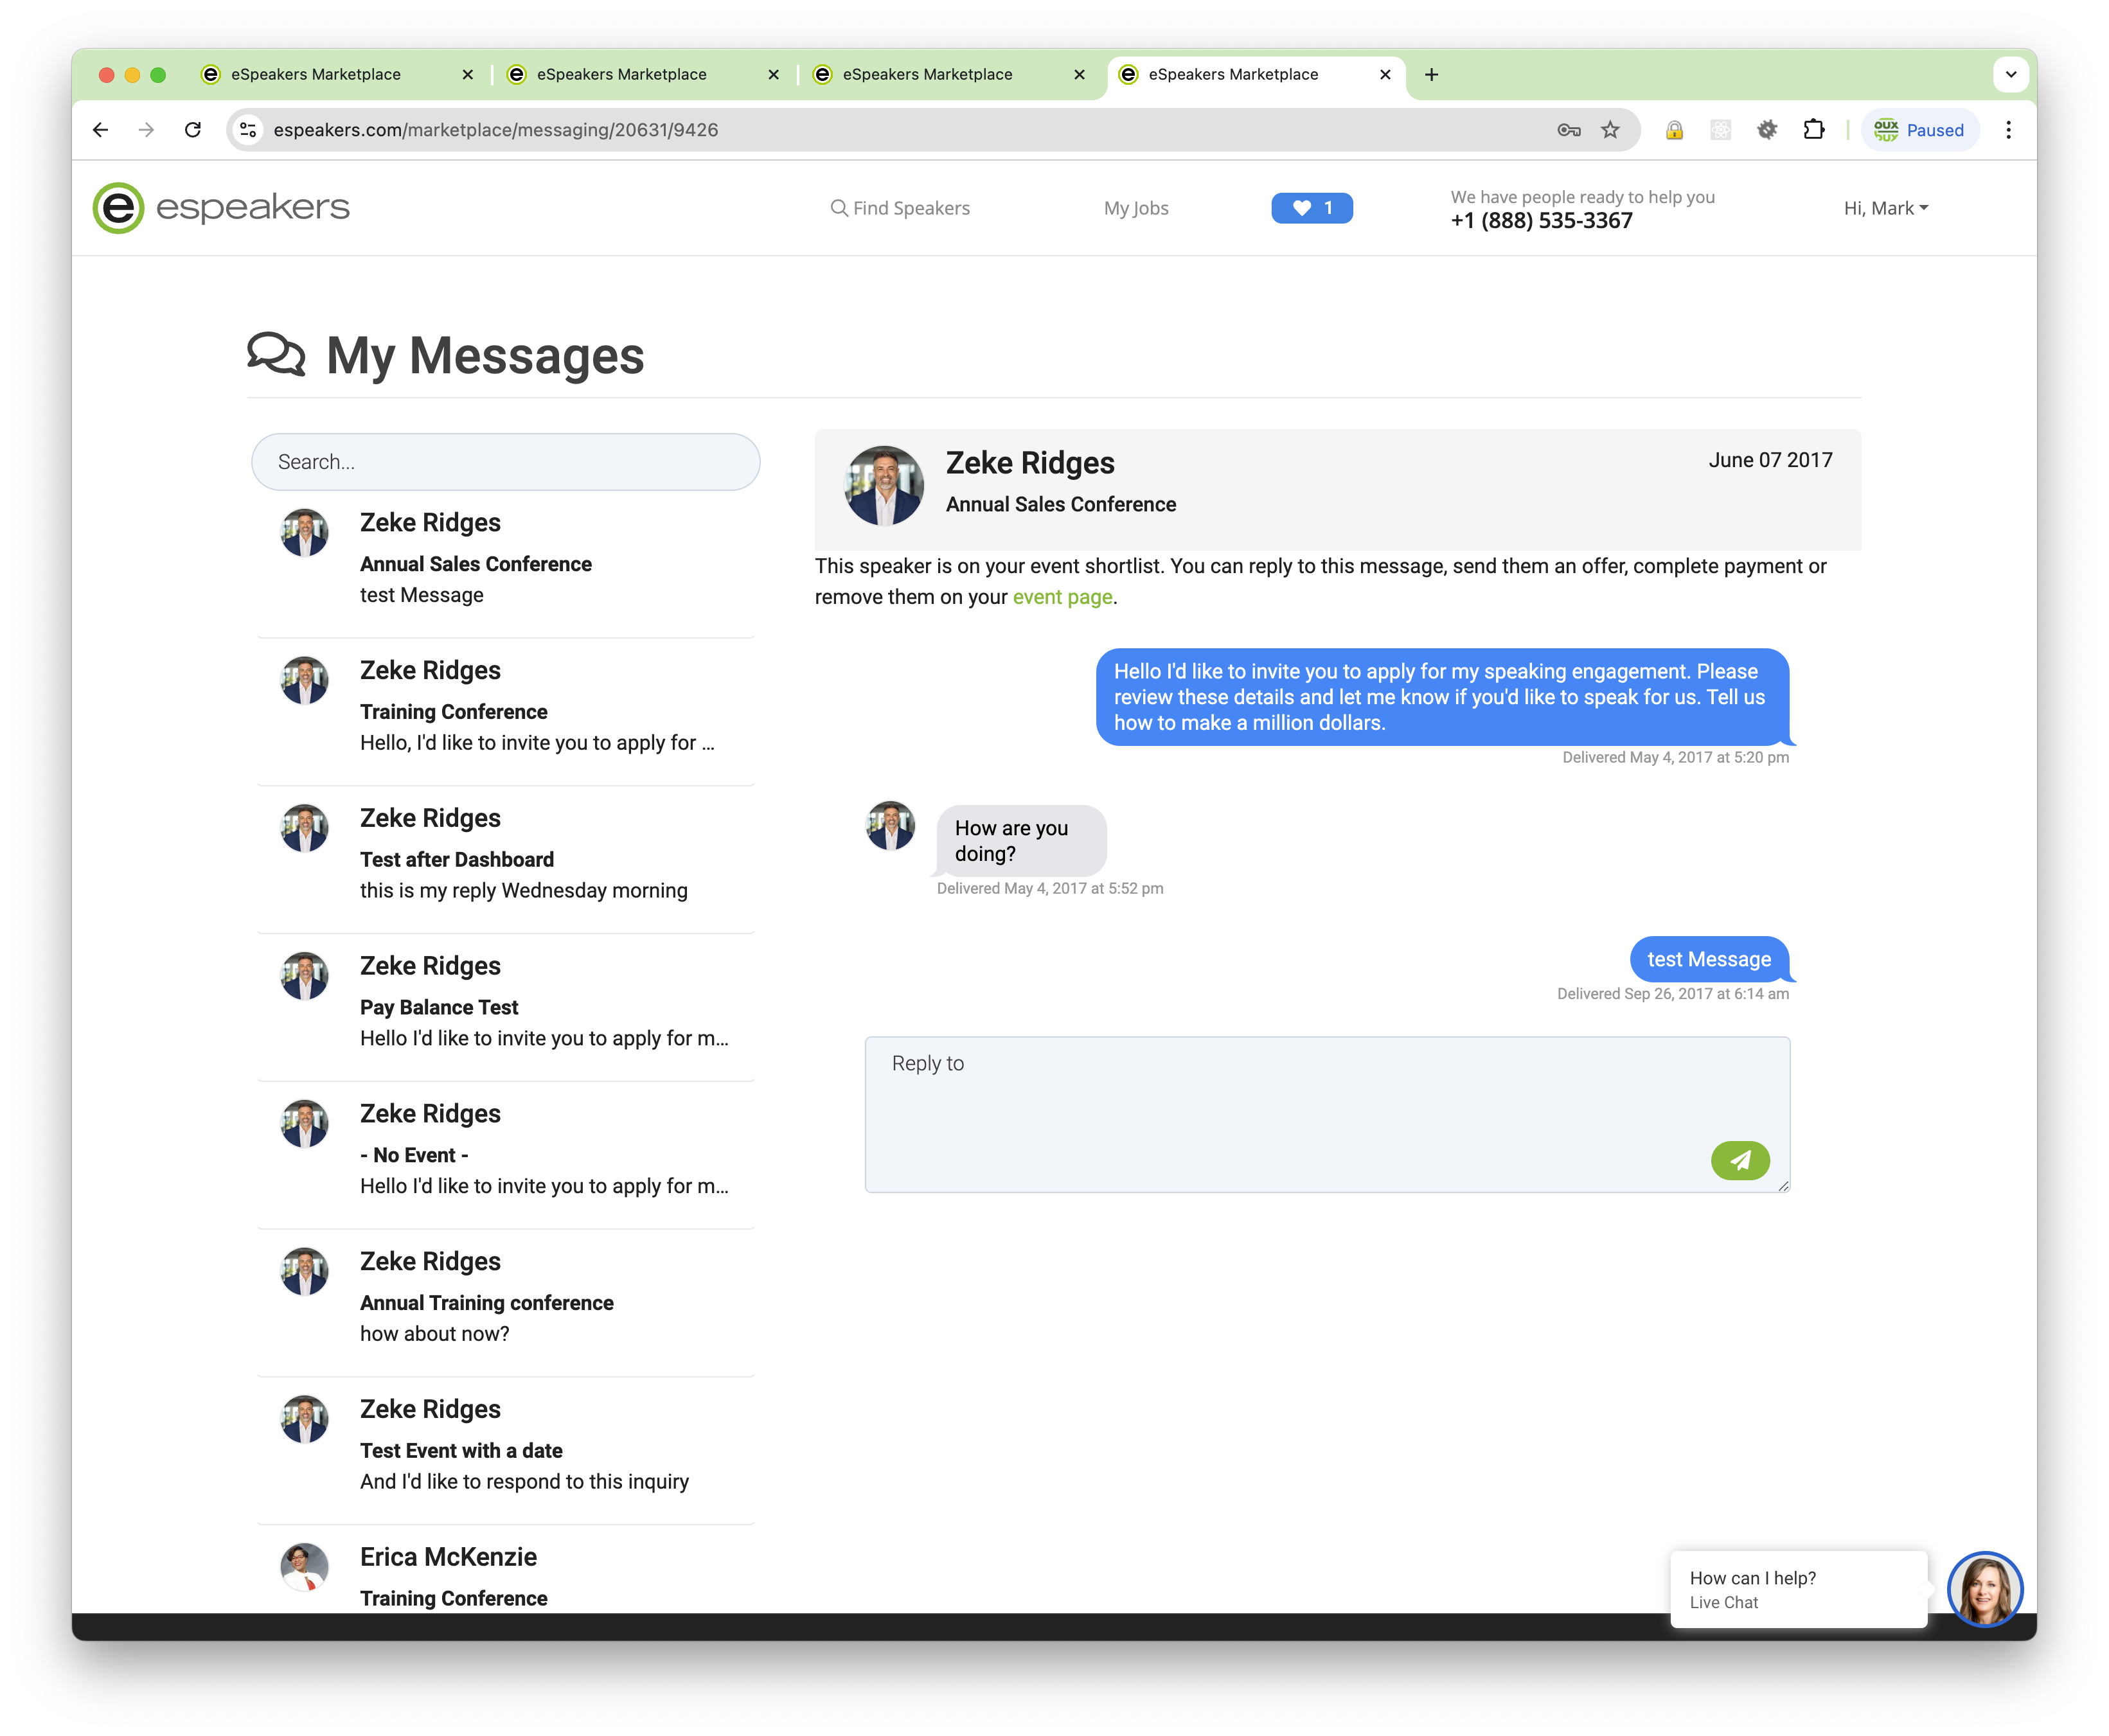 eSpeakers Marketplace
eSpeakers Marketplace
eSpeakers Marketplace
eSpeakers Marketplace
espeakers.com/marketplace/messaging/20631/9426
OUX
Paused
e espeakers
Find Speakers
My Jobs
1
We have people ready to help you
+1 (888) 535-3367
Hi, Mark
My Messages
Search...
Zeke Ridges
Annual Sales Conference
test Message
Zeke Ridges
Training Conference
Hello, I'd like to invite you to apply for ...
Zeke Ridges
Test after Dashboard
this is my reply Wednesday morning
Zeke Ridges
Pay Balance Test
Hello I'd like to invite you to apply for m...
Zeke Ridges
- No Event -
Hello I'd like to invite you to apply for m...
Zeke Ridges
Annual Training conference
how about now?
Zeke Ridges
Test Event with a date
And I'd like to respond to this inquiry
Erica McKenzie
Training Conference
Zeke Ridges
June 07 2017
Annual Sales Conference
This speaker is on your event shortlist. You can reply to this message, send them an offer, complete payment or
remove them on your event page.
Hello I'd like to invite you to apply for my speaking engagement. Please
review these details and let me know if you'd like to speak for us. Tell us
how to make a million dollars.
Delivered May 4, 2017 at 5:20 pm
How are you
doing?
Delivered May 4, 2017 at 5:52 pm
test Message
Delivered Sep 26, 2017 at 6:14 am
Reply to
How can I help?
Live Chat